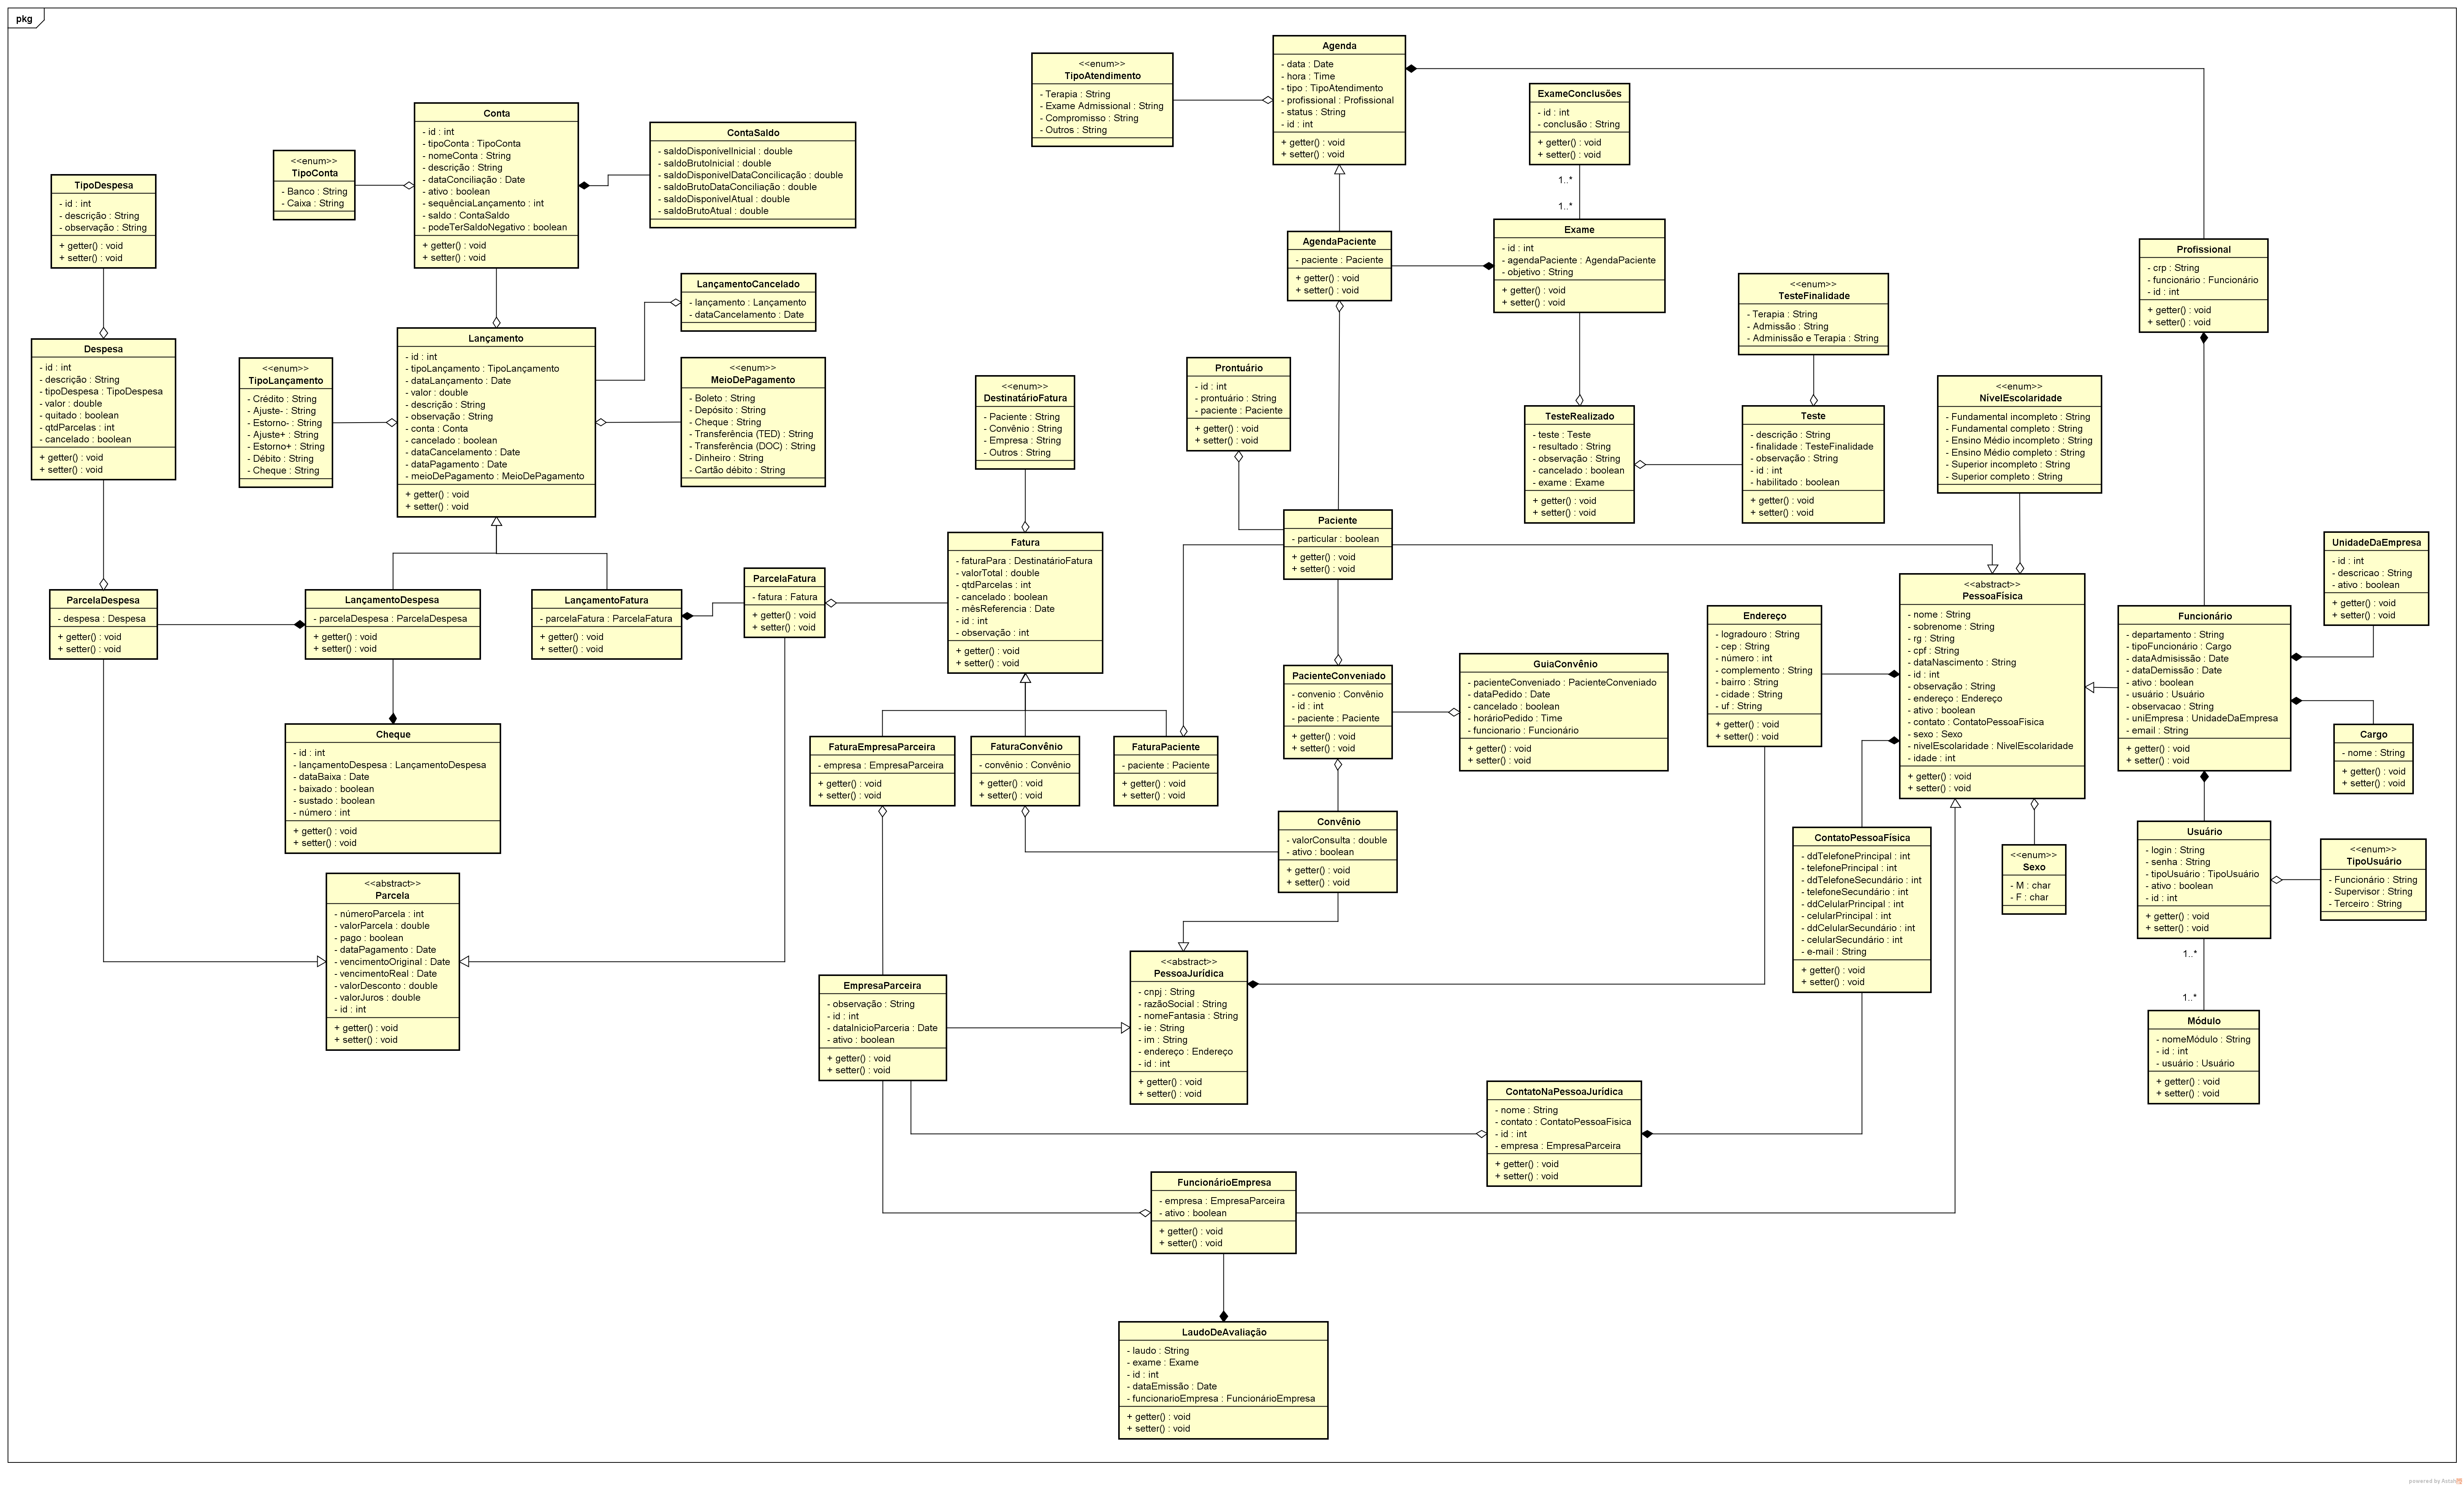 pkg
Agenda
- data : Date
- hora : Time
- tipo : TipoAtendimento
- profissional : Profissional
- status : String
- id : int
+ getter() : void
+ setter() : void
<<enum>>
TipoAtendimento
- Terapia : String
- Exame Admissional : String
- Compromisso : String
- Outros : String
ExameConclusões
- id : int
- conclusão : String
+ getter() : void
+ setter() : void
1..*
1..*
Conta
- id : int
- tipoConta : TipoConta
- nomeConta : String
- descrição : String
- dataConciliação : Date
- ativo : boolean
- sequênciaLançamento : int
- saldo : ContaSaldo
- podeTerSaldoNegativo : boolean
+ getter() : void
+ setter() : void
ContaSaldo
- saldoDisponivelInicial : double
- saldoBrutoInicial : double
- saldoDisponivelDataConcilicação : double
- saldoBrutoDataConciliação : double
- saldoDisponivelAtual : double
- saldoBrutoAtual : double
<<enum>>
TipoConta
- Banco : String
- Caixa : String
TipoDespesa
- id : int
- descrição : String
- observação : String
+ getter() : void
+ setter() : void
AgendaPaciente
- paciente : Paciente
+ getter() : void
+ setter() : void
Exame
- id : int
- agendaPaciente : AgendaPaciente
- objetivo : String
+ getter() : void
+ setter() : void
Profissional
- crp : String
- funcionário : Funcionário
- id : int
+ getter() : void
+ setter() : void
LançamentoCancelado
- lançamento : Lançamento
- dataCancelamento : Date
<<enum>>
TesteFinalidade
- Terapia : String
- Admissão : String
- Adminissão e Terapia : String
Despesa
- id : int
- descrição : String
- tipoDespesa : TipoDespesa
- valor : double
- quitado : boolean
- qtdParcelas : int
- cancelado : boolean
+ getter() : void
+ setter() : void
<<enum>>
TipoLançamento
- Crédito : String
- Ajuste- : String
- Estorno- : String
- Ajuste+ : String
- Estorno+ : String
- Débito : String
- Cheque : String
Lançamento
- id : int
- tipoLançamento : TipoLançamento
- dataLançamento : Date
- valor : double
- descrição : String
- observação : String
- conta : Conta
- cancelado : boolean
- dataCancelamento : Date
- dataPagamento : Date
- meioDePagamento : MeioDePagamento
+ getter() : void
+ setter() : void
<<enum>>
MeioDePagamento
- Boleto : String
- Depósito : String
- Cheque : String
- Transferência (TED) : String
- Transferência (DOC) : String
- Dinheiro : String
- Cartão débito : String
<<enum>>
DestinatárioFatura
- Paciente : String
- Convênio : String
- Empresa : String
- Outros : String
Prontuário
- id : int
- prontuário : String
- paciente : Paciente
+ getter() : void
+ setter() : void
TesteRealizado
- teste : Teste
- resultado : String
- observação : String
- cancelado : boolean
- exame : Exame
+ getter() : void
+ setter() : void
Teste
- descrição : String
- finalidade : TesteFinalidade
- observação : String
- id : int
- habilitado : boolean
+ getter() : void
+ setter() : void
<<enum>>
NívelEscolaridade
- Fundamental incompleto : String
- Fundamental completo : String
- Ensino Médio incompleto : String
- Ensino Médio completo : String
- Superior incompleto : String
- Superior completo : String
Paciente
- particular : boolean
+ getter() : void
+ setter() : void
Fatura
- faturaPara : DestinatárioFatura
- valorTotal : double
- qtdParcelas : int
- cancelado : boolean
- mêsReferencia : Date
- id : int
- observação : int
+ getter() : void
+ setter() : void
UnidadeDaEmpresa
- id : int
- descricao : String
- ativo : boolean
+ getter() : void
+ setter() : void
ParcelaDespesa
- despesa : Despesa
+ getter() : void
+ setter() : void
LançamentoDespesa
- parcelaDespesa : ParcelaDespesa
+ getter() : void
+ setter() : void
LançamentoFatura
- parcelaFatura : ParcelaFatura
+ getter() : void
+ setter() : void
ParcelaFatura
- fatura : Fatura
+ getter() : void
+ setter() : void
Endereço
- logradouro : String
- cep : String
- número : int
- complemento : String
- bairro : String
- cidade : String
- uf : String
+ getter() : void
+ setter() : void
<<abstract>>
PessoaFísica
- nome : String
- sobrenome : String
- rg : String
- cpf : String
- dataNascimento : String
- id : int
- observação : String
- endereço : Endereço
- ativo : boolean
- contato : ContatoPessoaFisica
- sexo : Sexo
- nivelEscolaridade : NívelEscolaridade
- idade : int
+ getter() : void
+ setter() : void
Funcionário
- departamento : String
- tipoFuncionário : Cargo
- dataAdmisissão : Date
- dataDemissão : Date
- ativo : boolean
- usuário : Usuário
- observacao : String
- uniEmpresa : UnidadeDaEmpresa
- email : String
+ getter() : void
+ setter() : void
PacienteConveniado
- convenio : Convênio
- id : int
- paciente : Paciente
+ getter() : void
+ setter() : void
GuiaConvênio
- pacienteConveniado : PacienteConveniado
- dataPedido : Date
- cancelado : boolean
- horárioPedido : Time
- funcionario : Funcionário
+ getter() : void
+ setter() : void
Cargo
- nome : String
+ getter() : void
+ setter() : void
Cheque
- id : int
- lançamentoDespesa : LançamentoDespesa
- dataBaixa : Date
- baixado : boolean
- sustado : boolean
- número : int
+ getter() : void
+ setter() : void
FaturaEmpresaParceira
- empresa : EmpresaParceira
+ getter() : void
+ setter() : void
FaturaConvênio
- convênio : Convênio
+ getter() : void
+ setter() : void
FaturaPaciente
- paciente : Paciente
+ getter() : void
+ setter() : void
Convênio
- valorConsulta : double
- ativo : boolean
+ getter() : void
+ setter() : void
ContatoPessoaFísica
- ddTelefonePrincipal : int
- telefonePrincipal : int
- ddTelefoneSecundário : int
- telefoneSecundário : int
- ddCelularPrincipal : int
- celularPrincipal : int
- ddCelularSecundário : int
- celularSecundário : int
- e-mail : String
+ getter() : void
+ setter() : void
<<enum>>
Sexo
- M : char
- F : char
Usuário
- login : String
- senha : String
- tipoUsuário : TipoUsuário
- ativo : boolean
- id : int
+ getter() : void
+ setter() : void
<<enum>>
TipoUsuário
- Funcionário : String
- Supervisor : String
- Terceiro : String
1..*
1..*
<<abstract>>
Parcela
- númeroParcela : int
- valorParcela : double
- pago : boolean
- dataPagamento : Date
- vencimentoOriginal : Date
- vencimentoReal : Date
- valorDesconto : double
- valorJuros : double
- id : int
+ getter() : void
+ setter() : void
EmpresaParceira
- observação : String
- id : int
- dataInicioParceria : Date
- ativo : boolean
+ getter() : void
+ setter() : void
<<abstract>>
PessoaJurídica
- cnpj : String
- razãoSocial : String
- nomeFantasia : String
- ie : String
- im : String
- endereço : Endereço
- id : int
+ getter() : void
+ setter() : void
Módulo
- nomeMódulo : String
- id : int
- usuário : Usuário
+ getter() : void
+ setter() : void
ContatoNaPessoaJurídica
- nome : String
- contato : ContatoPessoaFisica
- id : int
- empresa : EmpresaParceira
+ getter() : void
+ setter() : void
FuncionárioEmpresa
- empresa : EmpresaParceira
- ativo : boolean
+ getter() : void
+ setter() : void
LaudoDeAvaliação
- laudo : String
- exame : Exame
- id : int
- dataEmissão : Date
- funcionarioEmpresa : FuncionárioEmpresa
+ getter() : void
+ setter() : void
powered by Astah